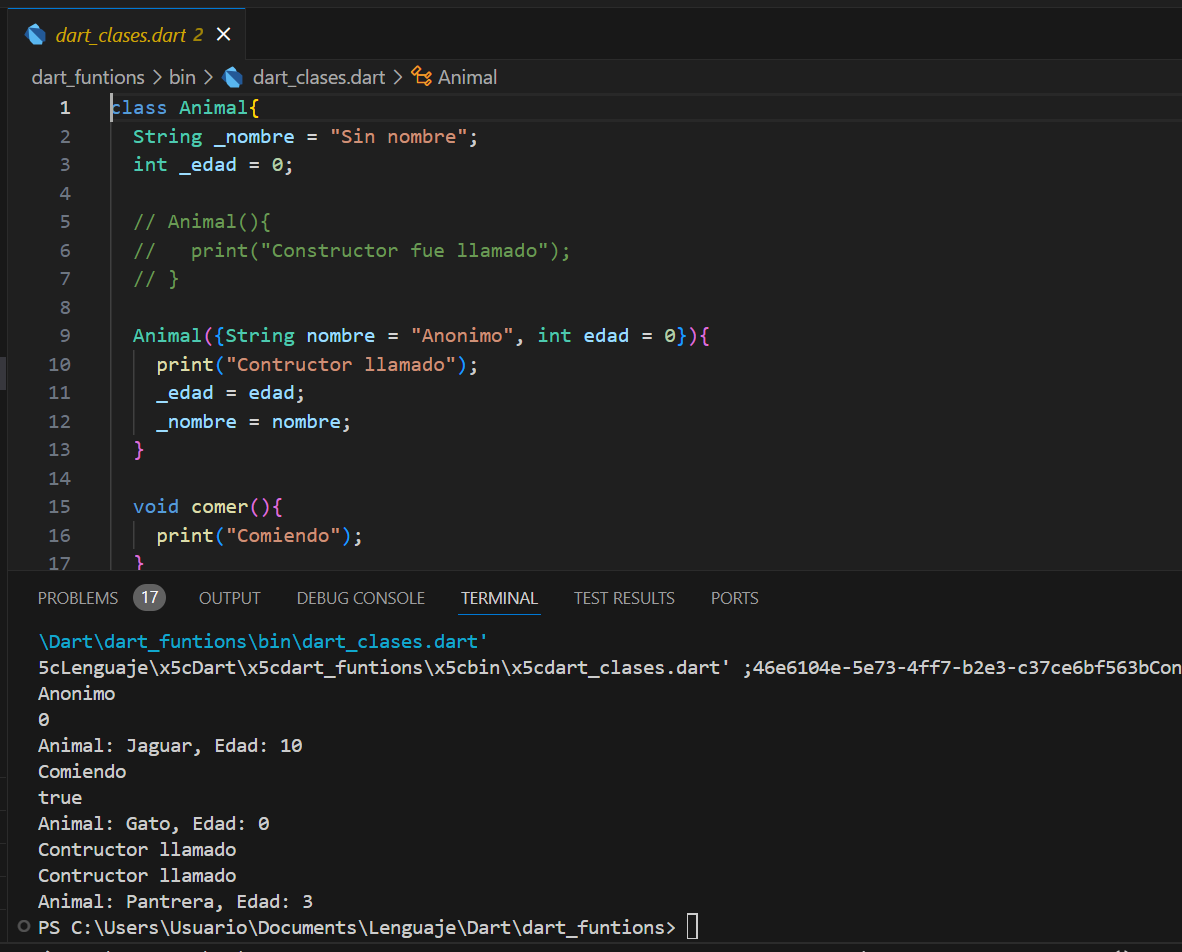 dart_clases.dart 2
dart_funtions > bin > dart_clases.dart > Animal
1 class Animal{
2 String _nombre = "Sin nombre";
3 int _edad = 0;
4
5 // Animal(){
6 //   print("Constructor fue llamado");
7 // }
8
9 Animal({String nombre = "Anonimo", int edad = 0}){
10 print("Contructor llamado");
11 _edad = edad;
12 _nombre = nombre;
13 }
14
15 void comer(){
16 print("Comiendo");
17 }
PROBLEMS 17 OUTPUT DEBUG CONSOLE TERMINAL TEST RESULTS PORTS
\Dart\dart_funtions\bin\dart_clases.dart'
5cLenguaje\x5cDart\x5cdart_funtions\x5cbin\x5cdart_clases.dart' ;46e6104e-5e73-4ff7-b2e3-c37ce6bf563bCon
Anonimo
0
Animal: Jaguar, Edad: 10
Comiendo
true
Animal: Gato, Edad: 0
Contructor llamado
Contructor llamado
Animal: Pantrera, Edad: 3
PS C:\Users\Usuario\Documents\Lenguaje\Dart\dart_funtions>